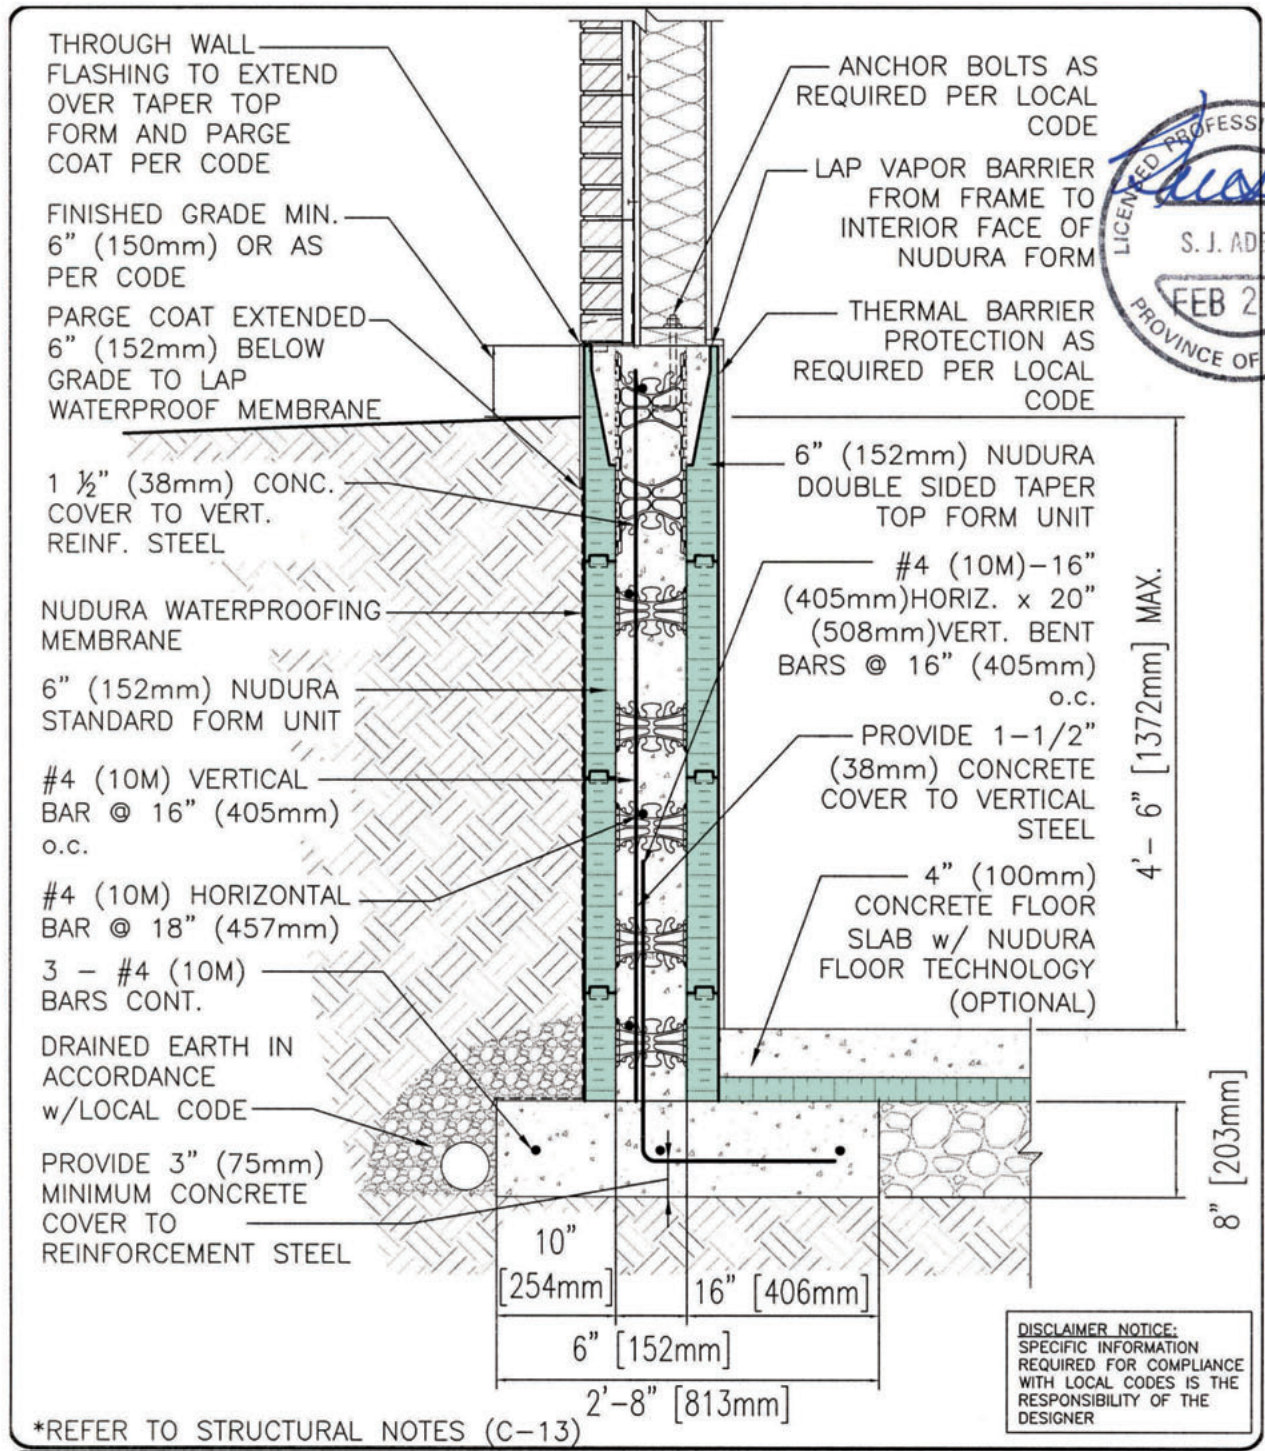 THROUGH WALL
FLASHING TO EXTEND
OVER TAPER TOP
FORM AND PARGE
COAT PER CODE
FINISHED GRADE MIN.
6" (150mm) OR AS
PER CODE
PARGE COAT EXTENDED
6" (152mm) BELOW
GRADE TO LAP
WATERPROOF MEMBRANE
1 ½" (38mm) CONC.
COVER TO VERT.
REINF. STEEL
NUDURA WATERPROOFING
MEMBRANE
6" (152mm) NUDURA
STANDARD FORM UNIT
#4 (10M) VERTICAL
BAR @ 16" (405mm)
o.c.
#4 (10M) HORIZONTAL
BAR @ 18" (457mm)
3 - #4 (10M)
BARS CONT.
DRAINED EARTH IN
ACCORDANCE
w/LOCAL CODE
PROVIDE 3" (75mm)
MINIMUM CONCRETE
COVER TO
REINFORCEMENT STEEL
ANCHOR BOLTS AS
REQUIRED PER LOCAL
CODE
LAP VAPOR BARRIER
FROM FRAME TO
INTERIOR FACE OF
NUDURA FORM
THERMAL BARRIER
PROTECTION AS
REQUIRED PER LOCAL
CODE
6" (152mm) NUDURA
DOUBLE SIDED TAPER
TOP FORM UNIT
#4 (10M)-16"
(405mm)HORIZ. x 20"
(508mm)VERT. BENT
BARS @ 16" (405mm)
o.c.
PROVIDE 1-1/2"
(38mm) CONCRETE
COVER TO VERTICAL
STEEL
4" (100mm)
CONCRETE FLOOR
SLAB w/ NUDURA
FLOOR TECHNOLOGY
(OPTIONAL)
LICENSED PROFESSI
S. J. AD
FEB 2
PROVINCE OF
4'- 6" [1372mm] MAX.
8" [203mm]
10"
[254mm]
16" [406mm]
6" [152mm]
2'-8" [813mm]
*REFER TO STRUCTURAL NOTES (C-13)
DISCLAIMER NOTICE:
SPECIFIC INFORMATION
REQUIRED FOR COMPLIANCE
WITH LOCAL CODES IS THE
RESPONSIBILITY OF THE
DESIGNER